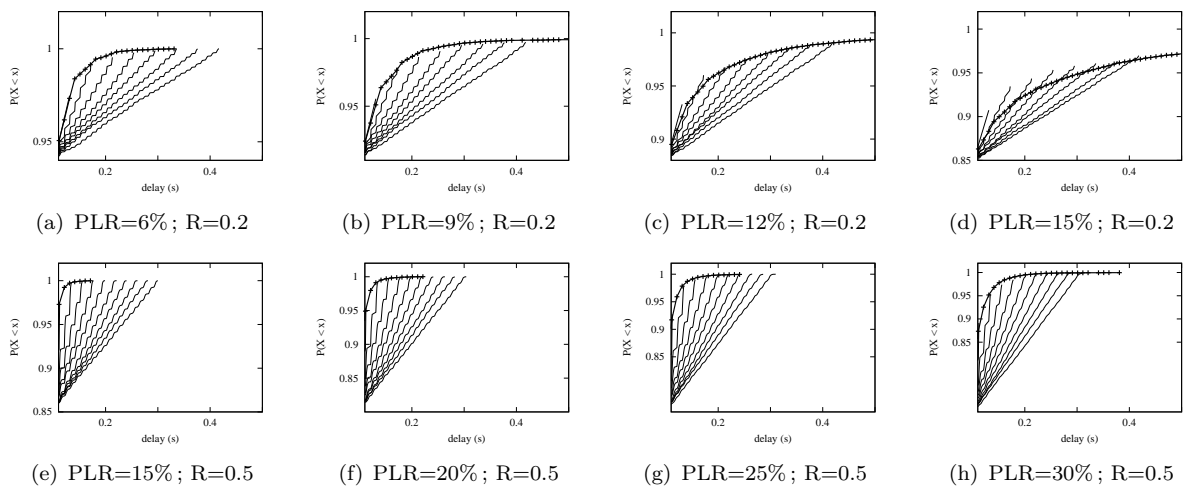 1
0.95
P(X < x)
0.2
0.4
delay (s)
(a) PLR=6% ; R=0.2
1
0.95
P(X < x)
0.2
0.4
delay (s)
(b) PLR=9% ; R=0.2
1
0.95
0.9
P(X < x)
0.2
0.4
delay (s)
(c) PLR=12% ; R=0.2
1
0.95
0.9
0.85
P(X < x)
0.2
0.4
delay (s)
(d) PLR=15% ; R=0.2
1
0.95
0.9
0.85
P(X < x)
0.2
0.4
delay (s)
(e) PLR=15% ; R=0.5
1
0.95
0.9
0.85
P(X < x)
0.2
0.4
delay (s)
(f) PLR=20% ; R=0.5
1
0.95
0.9
0.85
P(X < x)
0.2
0.4
delay (s)
(g) PLR=25% ; R=0.5
1
0.95
0.9
0.85
P(X < x)
0.2
0.4
delay (s)
(h) PLR=30% ; R=0.5